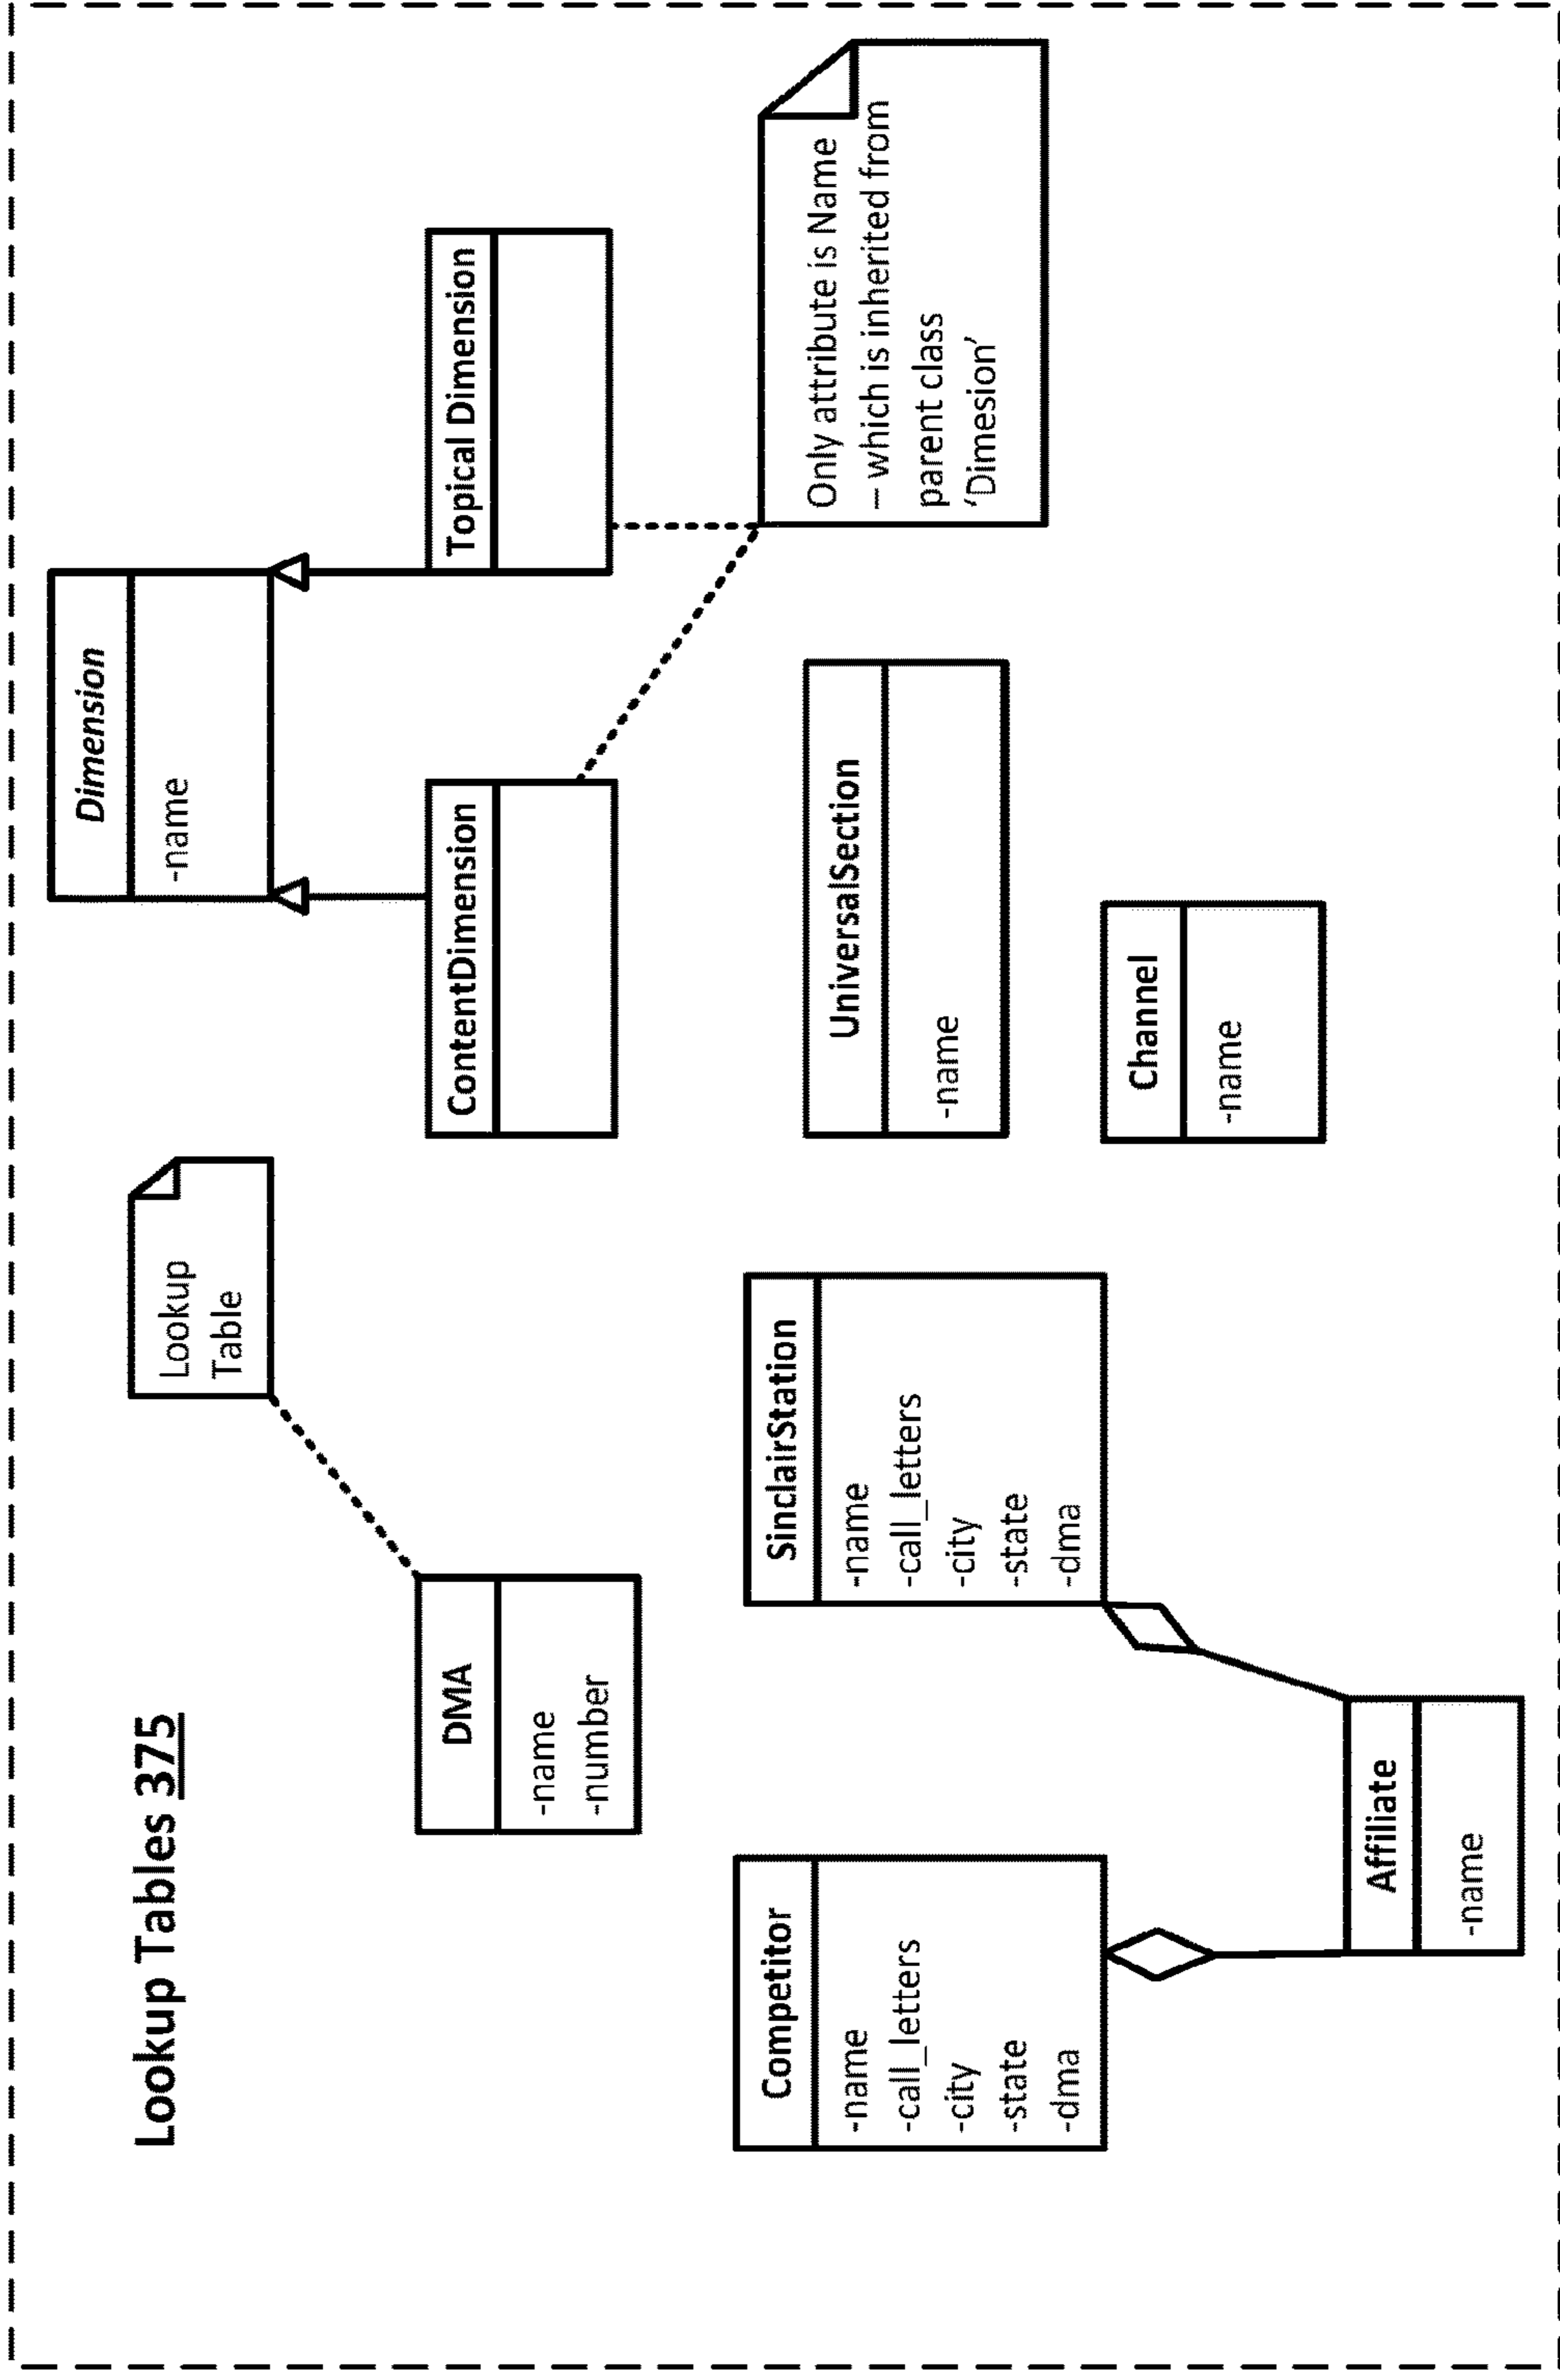 Lookup Tables 375
Lookup
Table
DMA
-name
-number
Dimension
-name
ContentDimension
Topical Dimension
Only attribute is Name
– which is inherited from
parent class
‘Dimesion’
Competitor
-name
-call_letters
-city
-state
-dma
SinclairStation
-name
-call_letters
-city
-state
-dma
UniversalSection
-name
Channel
-name
Affiliate
-name